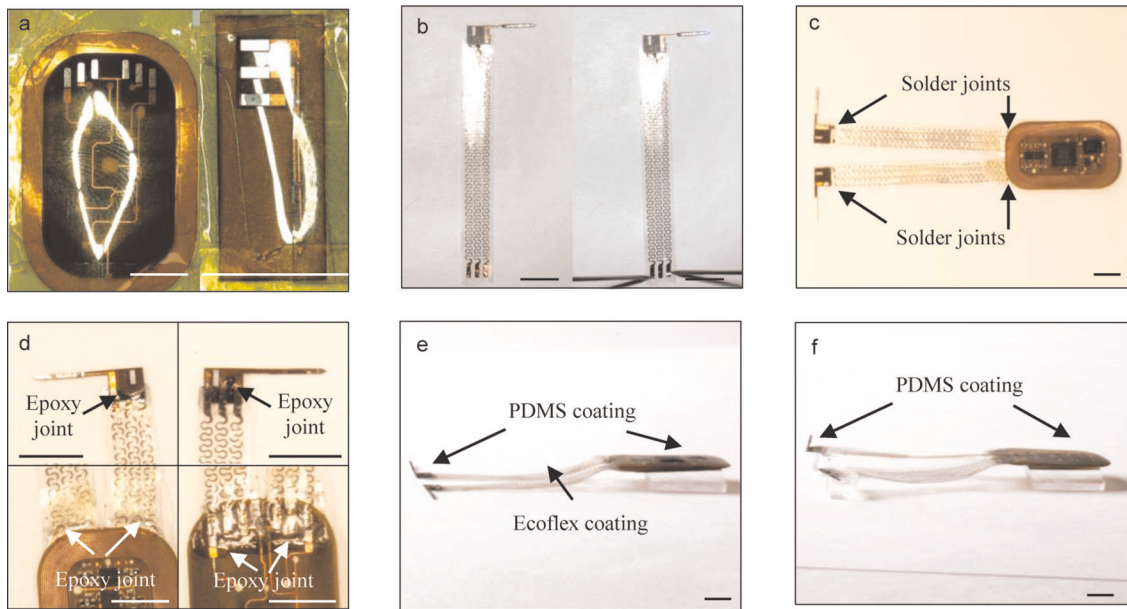 a
b
c
Solder joints
Solder joints
d
Epoxy
joint
Epoxy
joint
Epoxy joint
Epoxy joint
e
PDMS coating
Ecoflex coating
f
PDMS coating